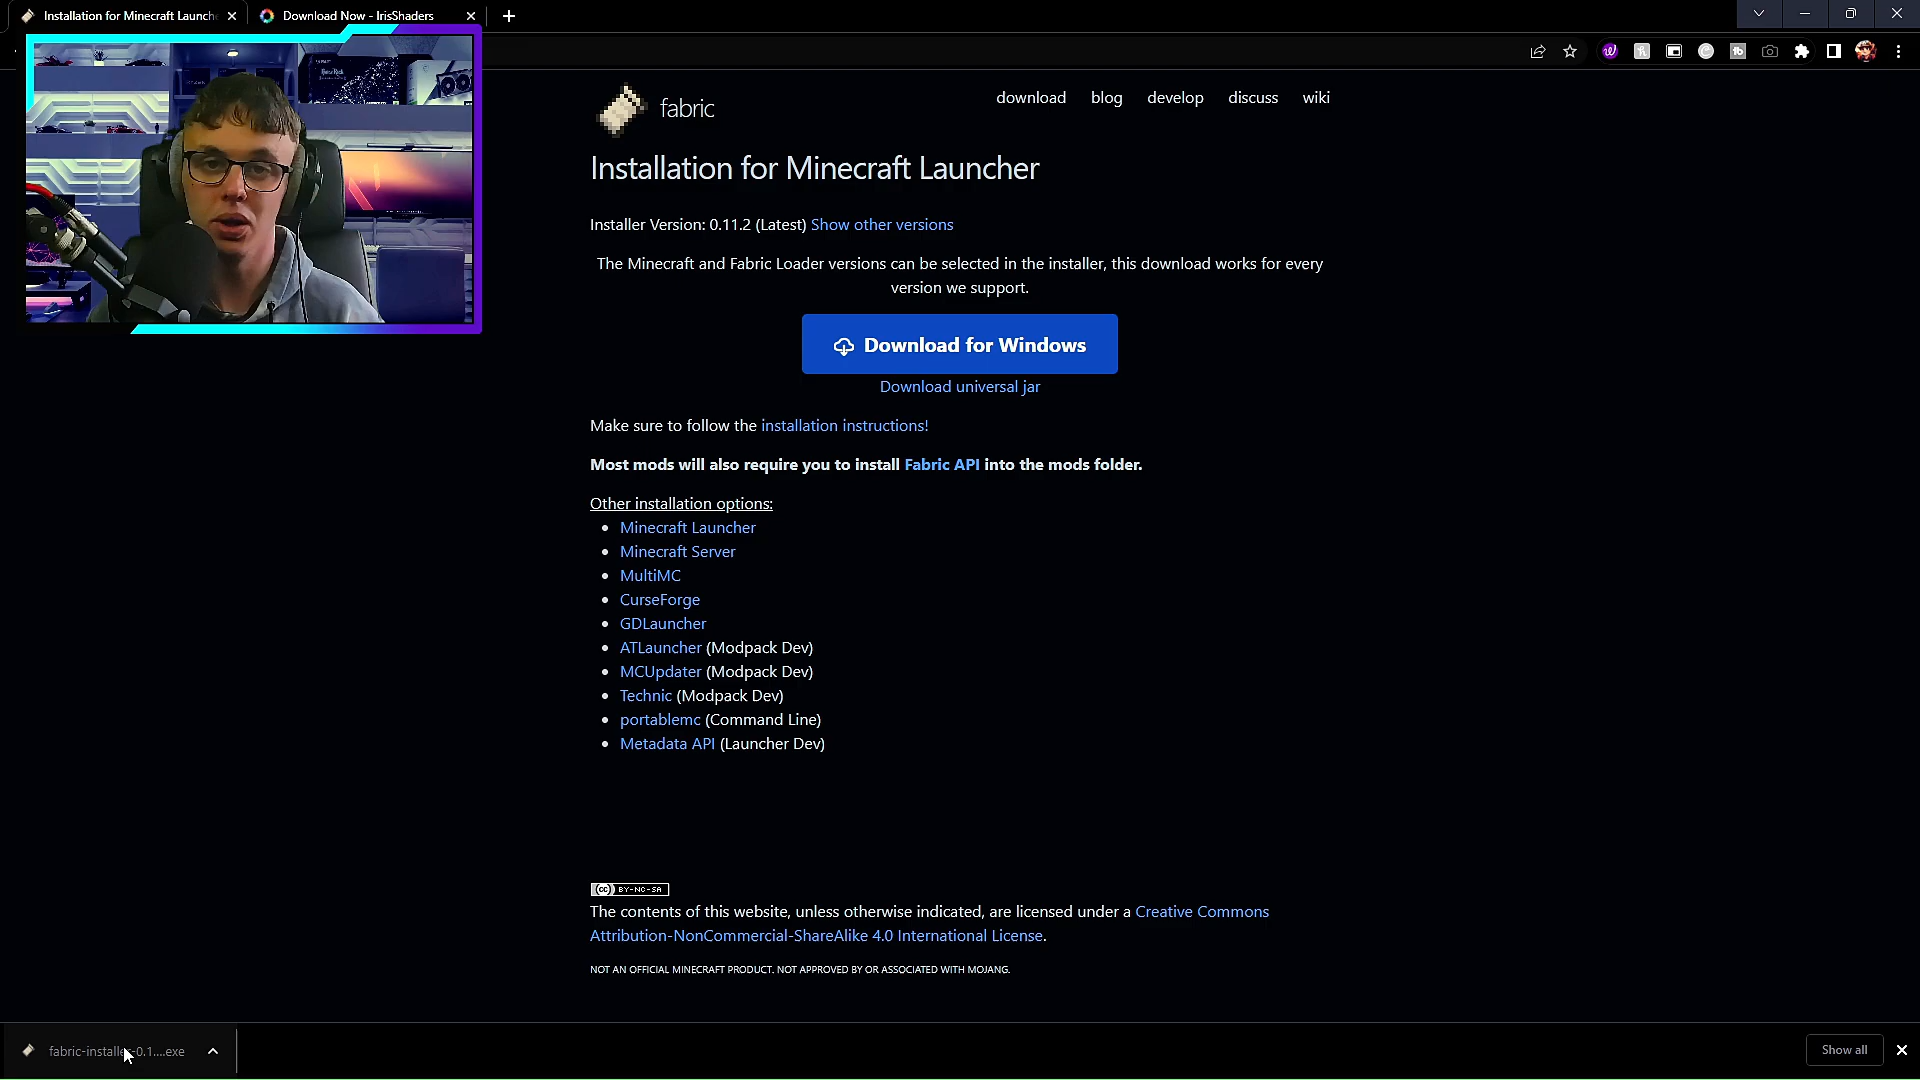 Installation for Minecraft Launch
Download Now - IrisShaders
fabric
download
blog
develop
discuss
wiki
Installation for Minecraft Launcher
Installer Version: 0.11.2 (Latest) Show other versions
The Minecraft and Fabric Loader versions can be selected in the installer, this download works for every
version we support.
Download for Windows
Download universal jar
Make sure to follow the installation instructions!
Most mods will also require you to install Fabric API into the mods folder.
Other installation options:
Minecraft Launcher
Minecraft Server
MultiMC
CurseForge
GDLauncher
ATLauncher (Modpack Dev)
MCUpdater (Modpack Dev)
Technic (Modpack Dev)
portablemc (Command Line)
Metadata API (Launcher Dev)
cc BY-NC-SA
The contents of this website, unless otherwise indicated, are licensed under a Creative Commons
Attribution-NonCommercial-ShareAlike 4.0 International License.
NOT AN OFFICIAL MINECRAFT PRODUCT. NOT APPROVED BY OR ASSOCIATED WITH MOJANG.
fabric-installer-0.1....exe
Show all